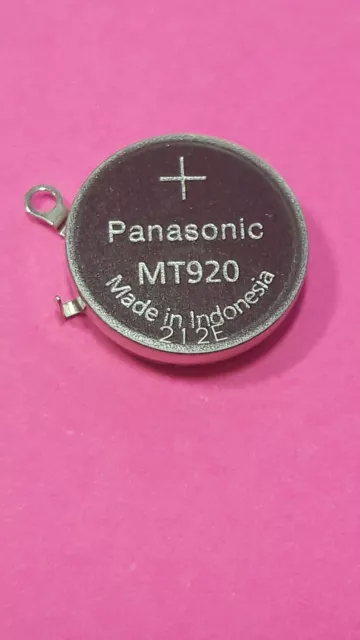 +
Panasonic
MT920
Made in Indonesia
212E